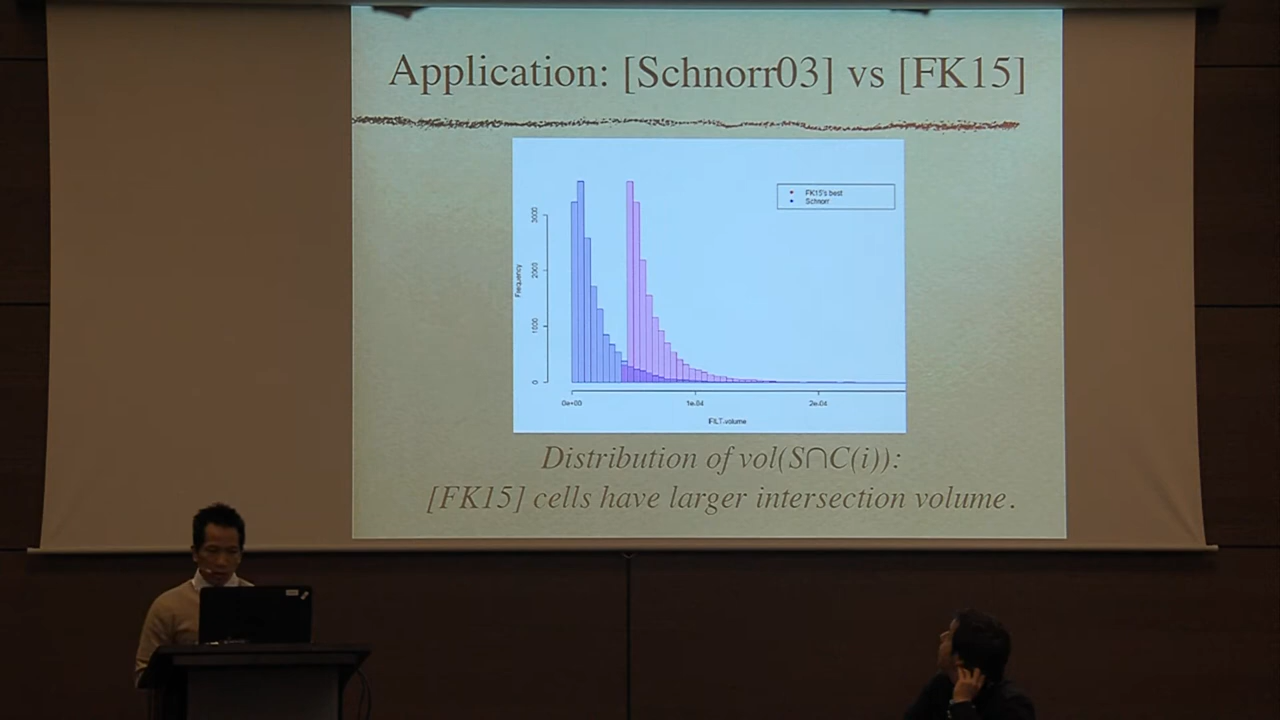 Application: [Schnorr03] vs [FK15]
FK15's best
Schnorr
3000
2000
1000
0
Frequency
0e+00
1e-04
2e-04
FILT-volume
Distribution of vol(S∩C(i)):
[FK15] cells have larger intersection volume.